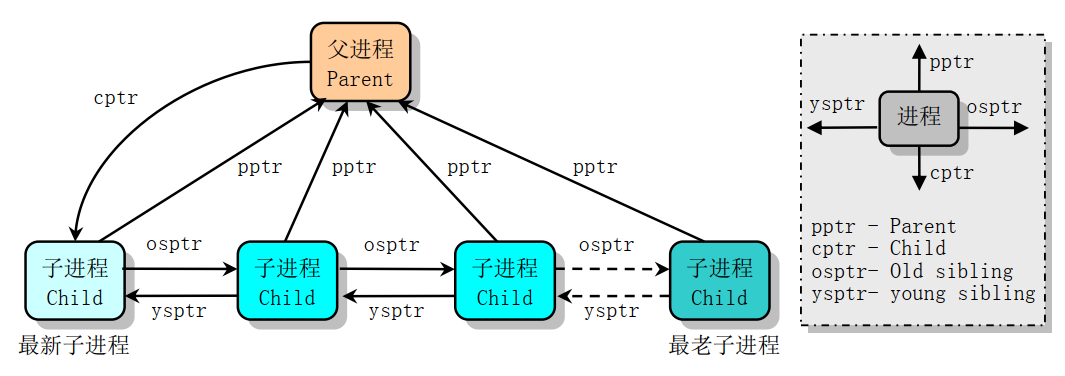 父进程
Parent
cptr
pptr
pptr
pptr
pptr
子进程
Child
osptr
ysptr
子进程
Child
osptr
ysptr
子进程
Child
osptr
ysptr
子进程
Child
最新子进程
最老子进程
pptr
ysptr
进程
osptr
cptr
pptr - Parent
cptr - Child
osptr- Old sibling
ysptr- young sibling